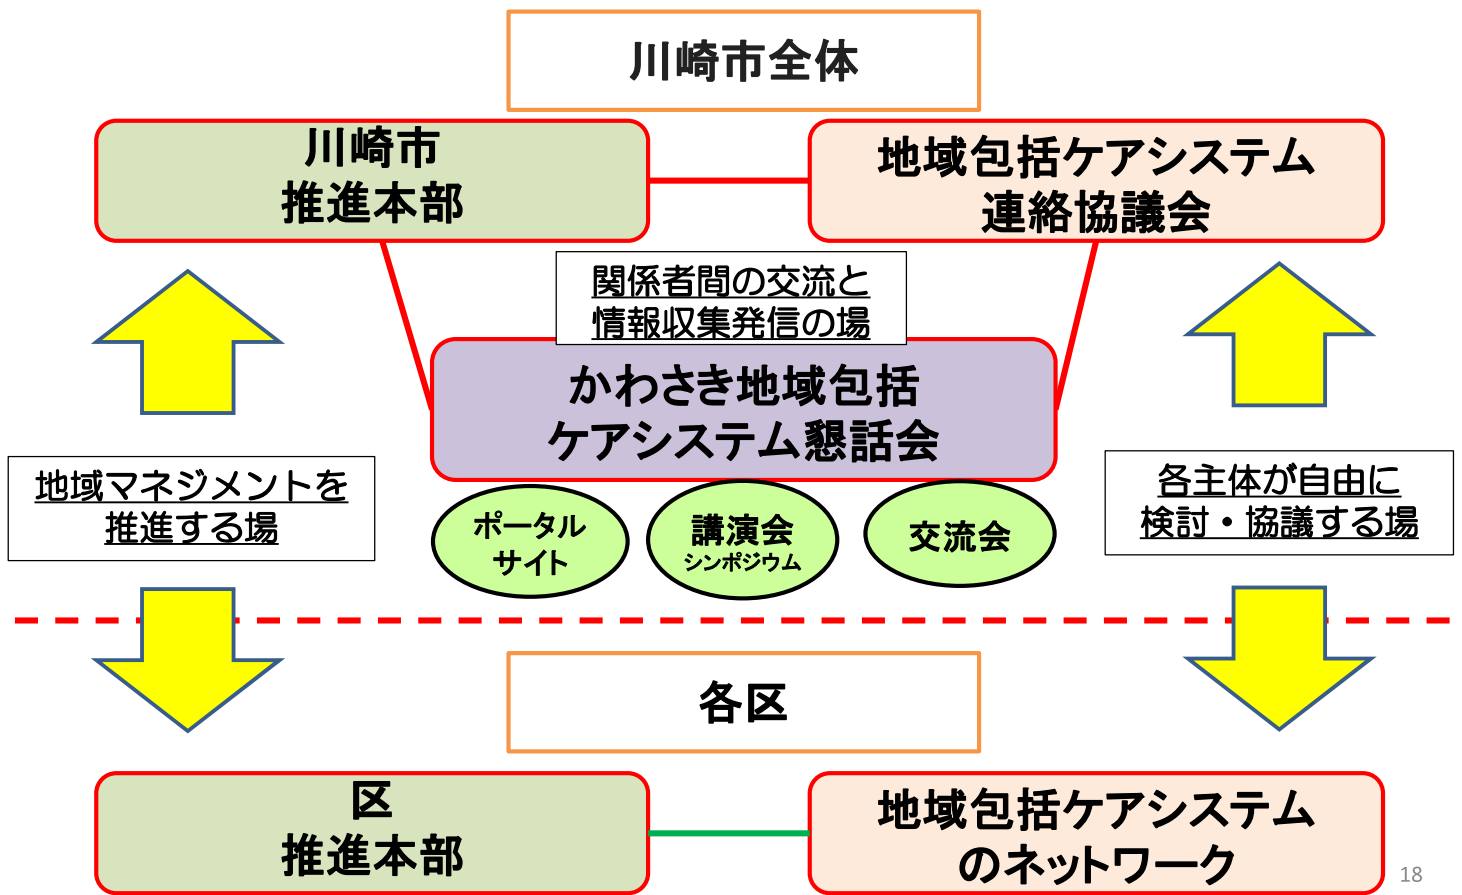 川崎市全体
川崎市
推進本部
地域包括ケアシステム
連絡協議会
関係者間の交流と
情報収集発信の場
かわさき地域包括
ケアシステム懇話会
地域マネジメントを
推進する場
各主体が自由に
検討・協議する場
ポータル
サイト
講演会
シンポジウム
交流会
各区
区
推進本部
地域包括ケアシステム
のネットワーク
18